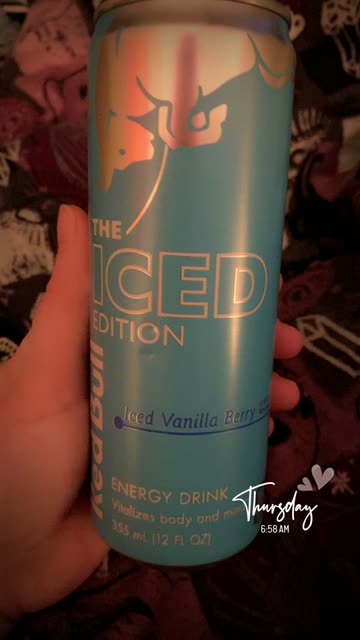 THE
ICED
EDITION
Red Bull
Iced Vanilla Berry
ENERGY DRINK
Vitalizes body and min
355 mL (12 FL OZ)
Thursday
6:58 AM